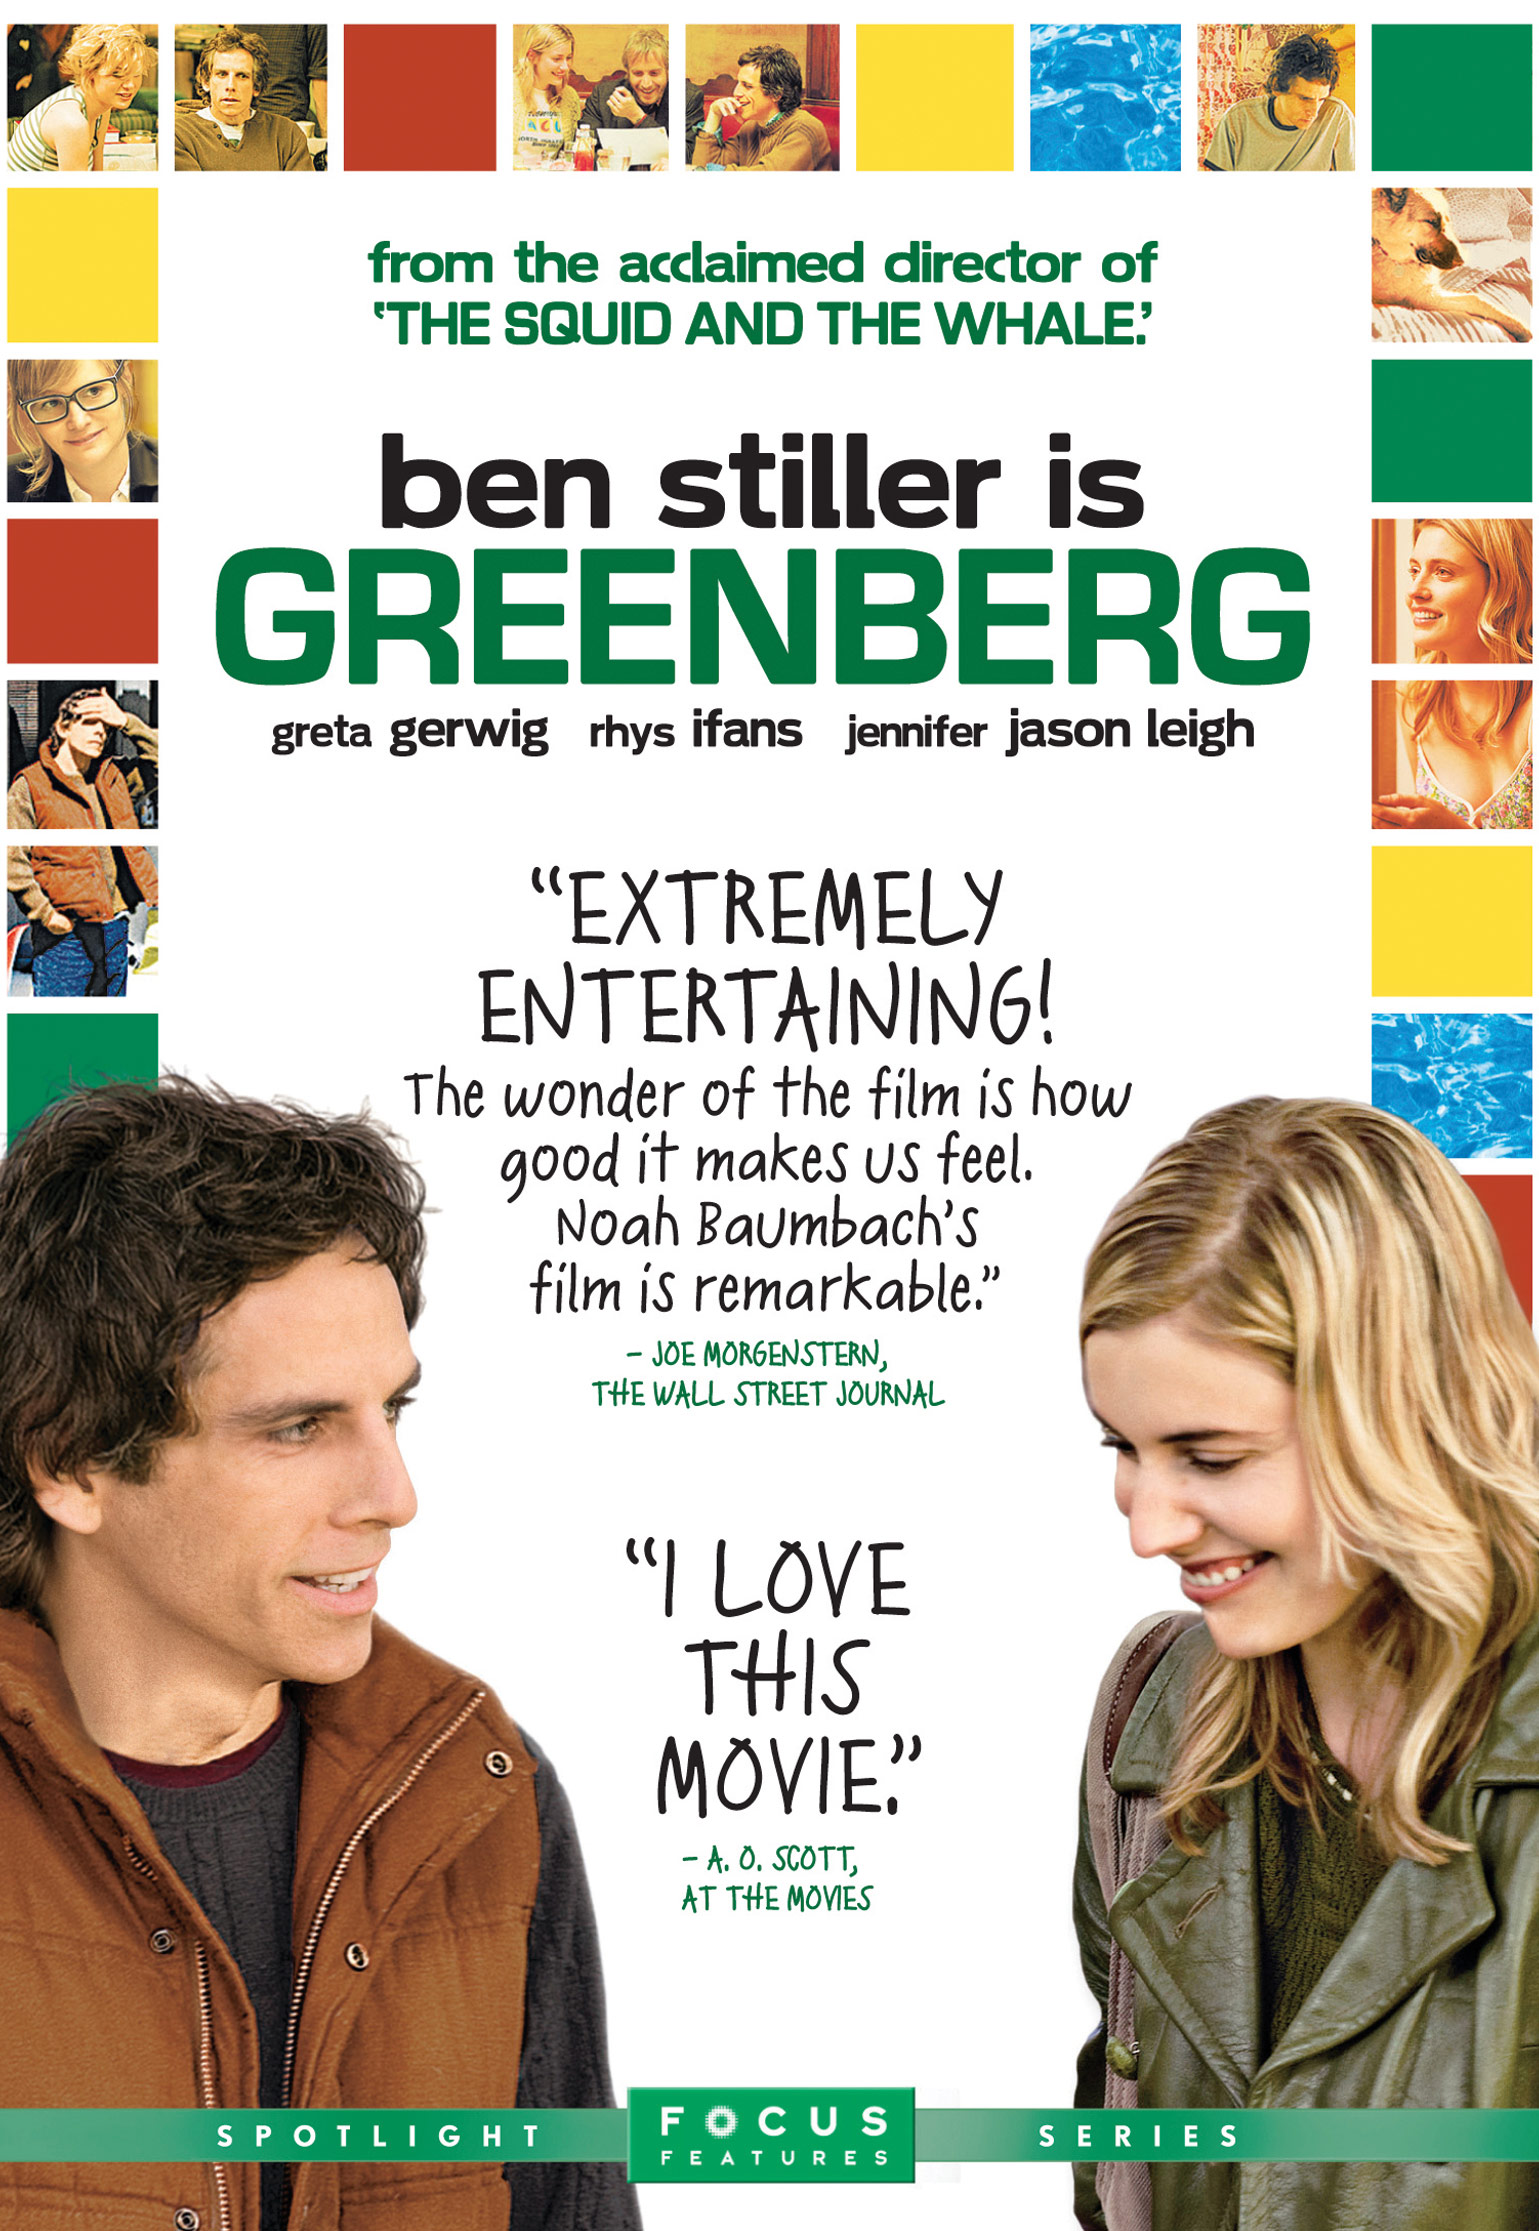 from the acclaimed director of
‘THE SQUID AND THE WHALE.’
ben stiller is
GREENBERG
greta gerwig rhys ifans jennifer jason leigh
“EXTREMELY
ENTERTAINING!
The wonder of the film is how
good it makes us feel.
Noah Baumbach’s
film is remarkable.”
– JOE MORGENSTERN,
THE WALL STREET JOURNAL
“I LOVE
THIS
MOVIE.”
– A. O. SCOTT,
AT THE MOVIES
SPOTLIGHT FOCUS FEATURES SERIES